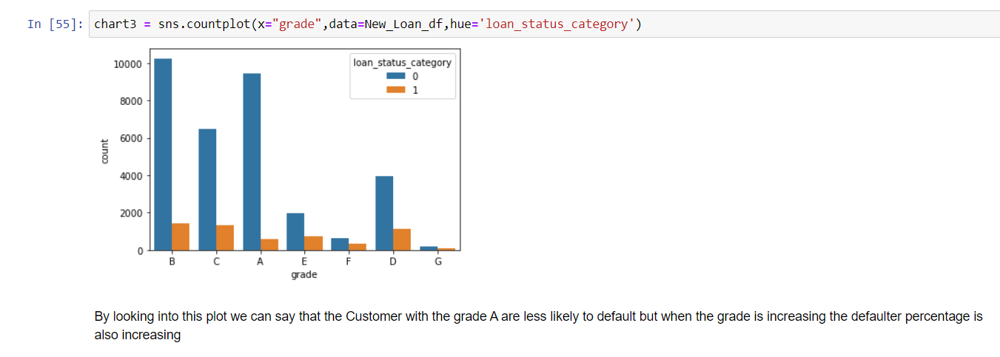 In [55]: chart3 = sns.countplot(x="grade",data=New_Loan_df,hue='loan_status_category')
loan_status_category
0
1
10000
8000
6000
4000
2000
0
count
B C A E F D G
grade
By looking into this plot we can say that the Customer with the grade A are less likely to default but when the grade is increasing the defaulter percentage is
also increasing